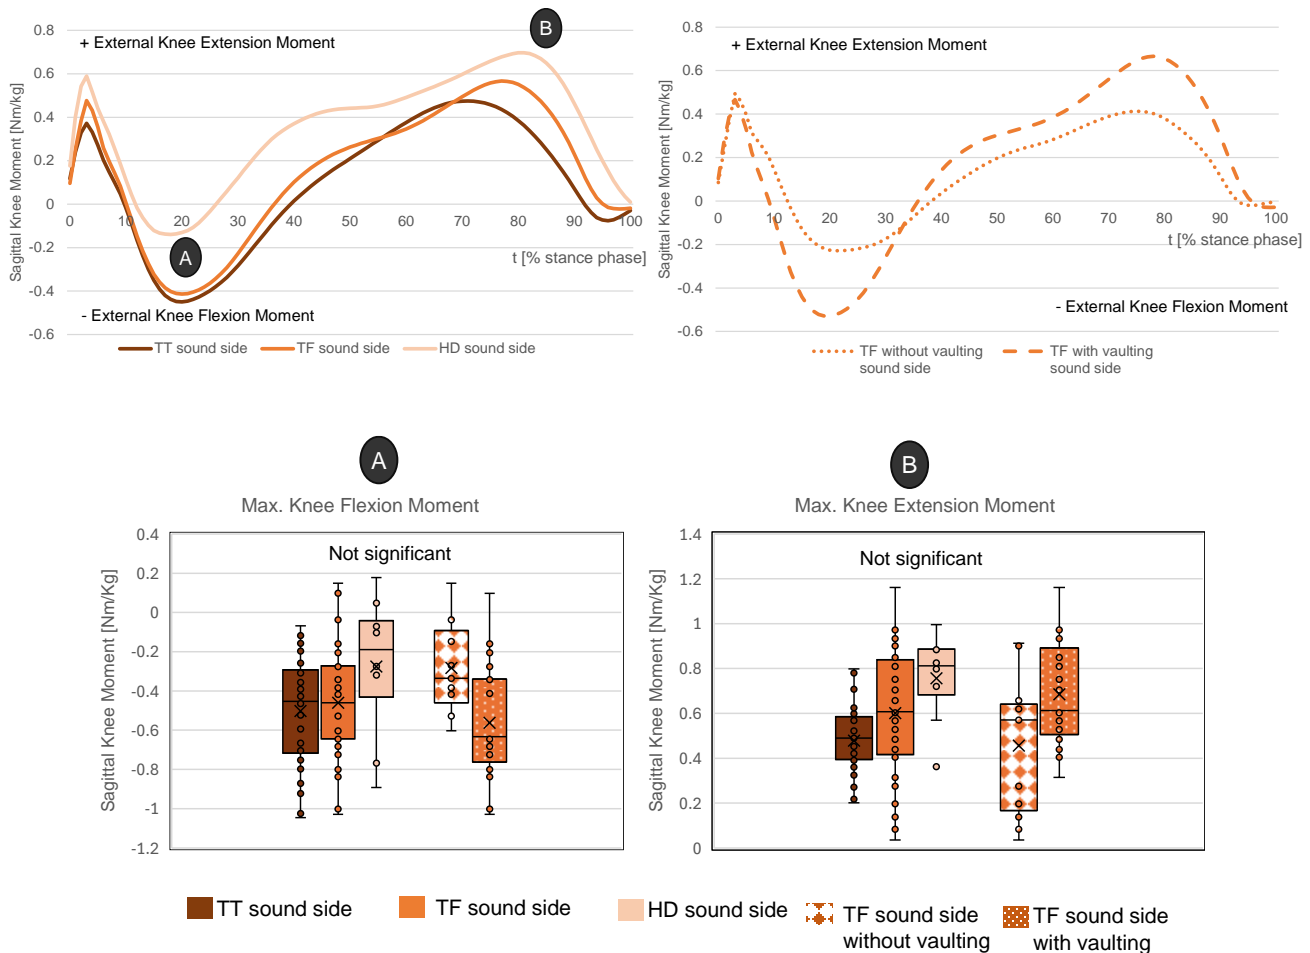 0.8
0.6
0.4
0.2
0
-0.2
-0.4
-0.6
Sagittal Knee Moment [Nm/kg]
+ External Knee Extension Moment
B
A
0 10 20 30 40 50 60 70 80 90 100
t [% stance phase]
- External Knee Flexion Moment
TT sound side TF sound side HD sound side
0.8
0.6
0.4
0.2
0
-0.2
-0.4
-0.6
Sagittal Knee Moment [Nm/kg]
+ External Knee Extension Moment
0 10 20 30 40 50 60 70 80 90 100
t [% stance phase]
- External Knee Flexion Moment
TF without vaulting
sound side
TF with vaulting
sound side
A
Max. Knee Flexion Moment
0.4
0.2
0
-0.2
-0.4
-0.6
-0.8
-1
-1.2
Sagittal Knee Moment [Nm/Kg]
Not significant
B
Max. Knee Extension Moment
1.4
1.2
1
0.8
0.6
0.4
0.2
0
Sagittal Knee Moment [Nm/Kg]
Not significant
TT sound side
TF sound side
HD sound side
TF sound side
without vaulting
TF sound side
with vaulting